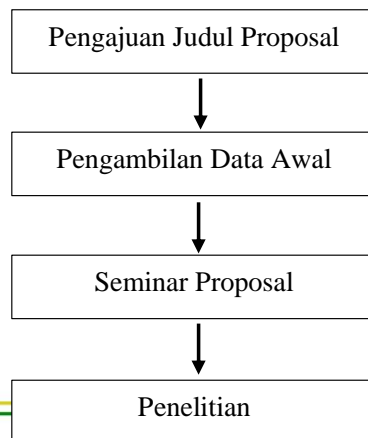 Pengajuan Judul Proposal
Pengambilan Data Awal
Seminar Proposal
Penelitian